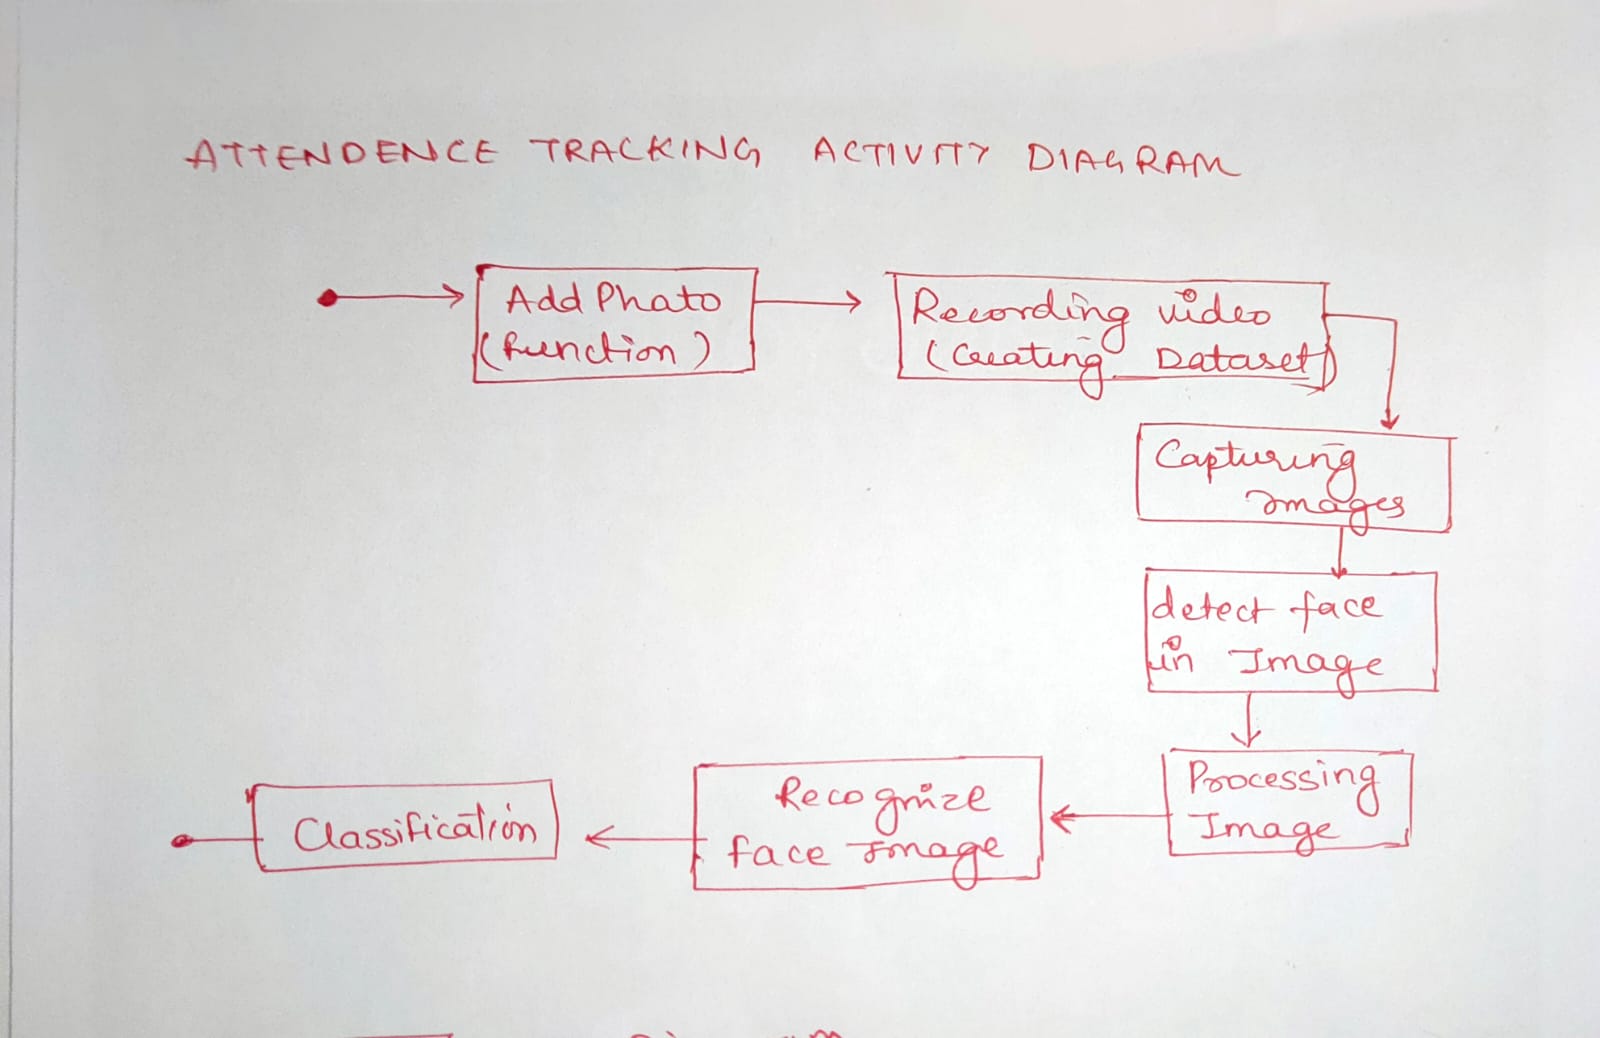 ATTENDENCE TRACKING ACTIVITY DIAGRAM
Add Phato
(function)
Recording video
(Creating Dataset)
Capturing
Images
detect face
in Image
Processing
Image
Recognize
face Image
Classification